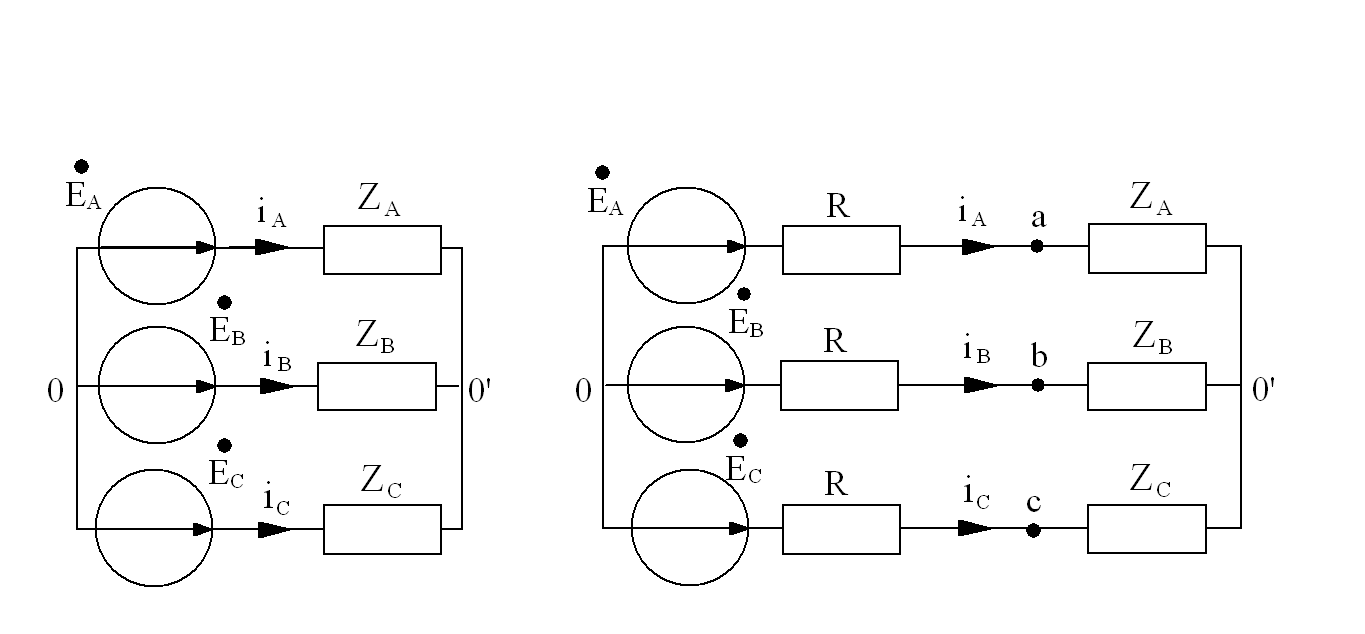 E_A
i_A
Z_A
E_B
i_B
Z_B
0
0'
E_C
i_C
Z_C
E_A
R
i_A
a
Z_A
E_B
R
i_B
b
Z_B
0
0'
E_C
R
i_C
c
Z_C